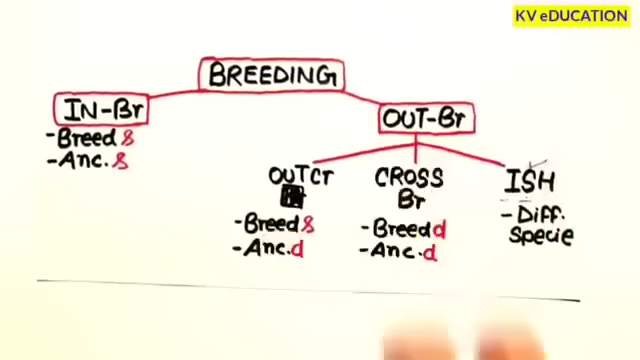 KV eDUCATION
BREEDING
IN-Br
-Breed s
-Anc. s
OUT-Br
OUTCr
-Breed s
-Anc. d
CROSS
Br
-Breed d
-Anc. d
ISH
-Diff.
Specie